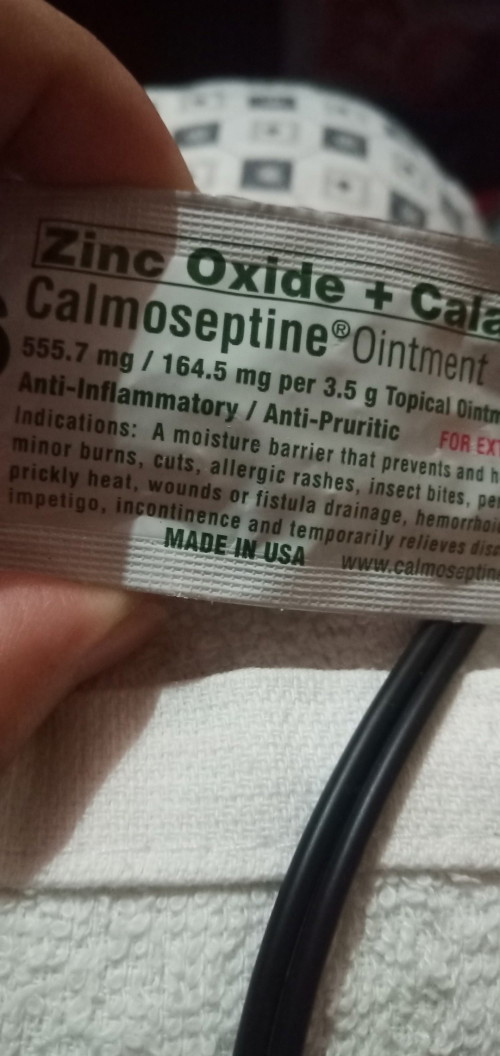 Zinc Oxide + Cala
Calmoseptine® Ointment
555.7 mg / 164.5 mg per 3.5 g Topical Ointm
Anti-Inflammatory / Anti-Pruritic
FOR EXT
Indications: A moisture barrier that prevents and h
minor burns, cuts, allergic rashes, insect bites, pe
prickly heat, wounds or fistula drainage, hemorrhoi
impetigo, incontinence and temporarily relieves disc
MADE IN USA
www.calmoseptine